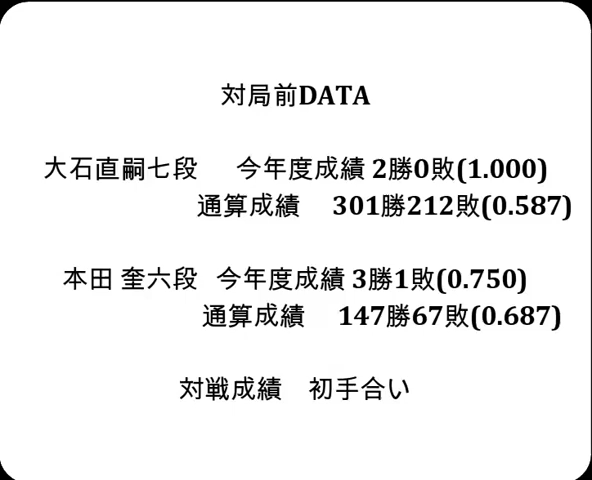 対局前DATA
大石直嗣七段 今年度成績 2勝0敗(1.000)
通算成績 301勝212敗(0.587)
本田 奎六段 今年度成績 3勝1敗(0.750)
通算成績 147勝67敗(0.687)
対戦成績 初手合い